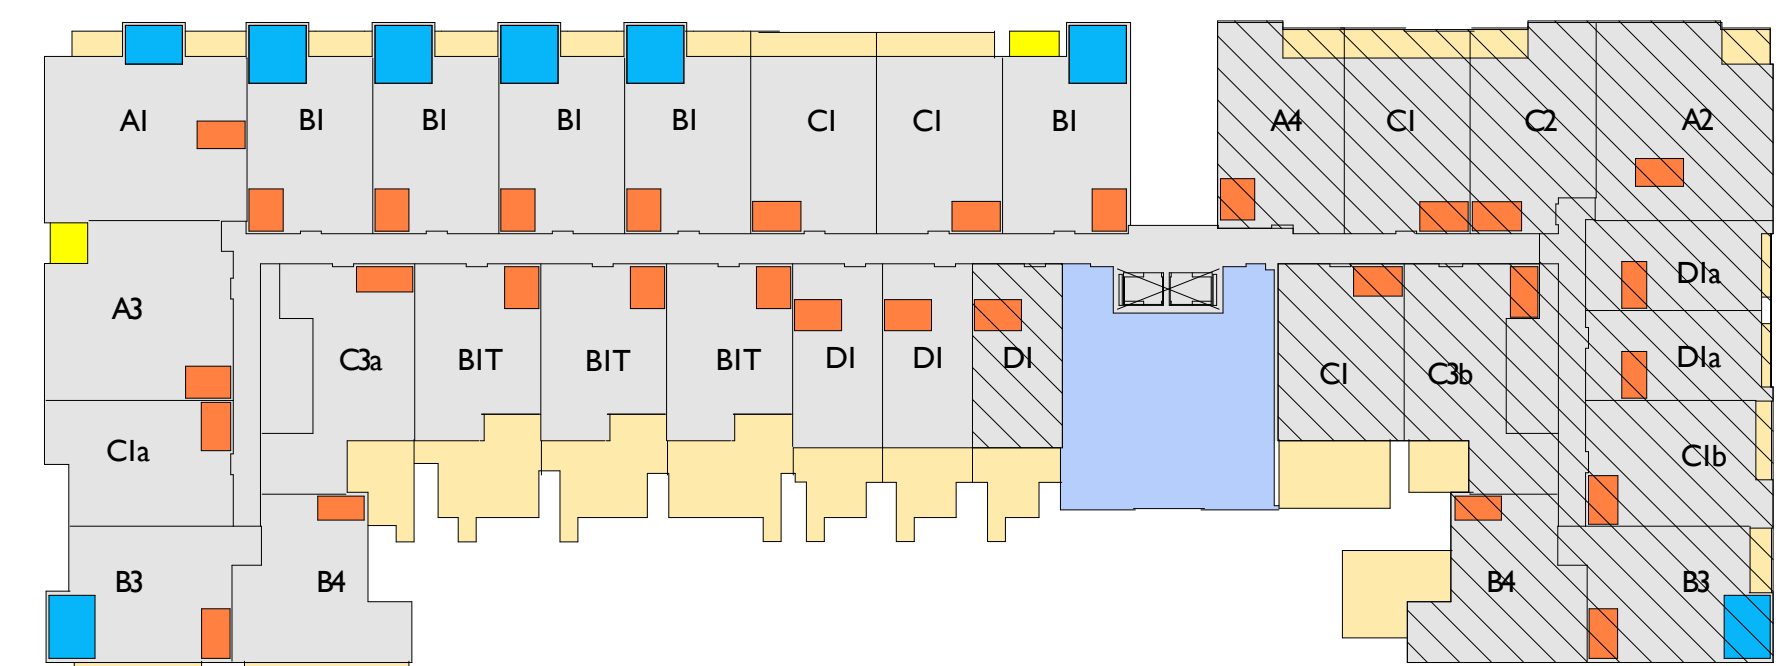 A1 B1 B1 B1 B1 C1 C1 B1 A4 C1 C2 A2
D1a
A3
C3a B1T B1T B1T D1 D1 D1 C1 C3b D1a
C1a C1b
B3 B4 B4 B3